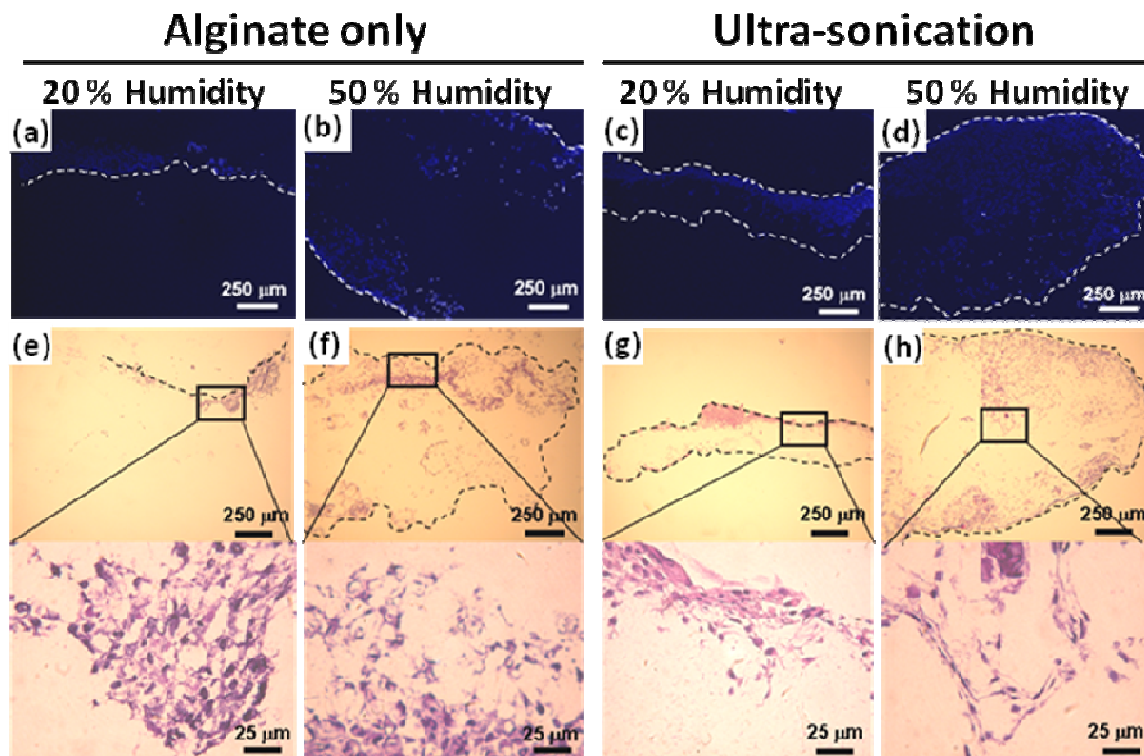 Alginate only Ultra-sonication
20 % Humidity 50 % Humidity 20 % Humidity 50 % Humidity
(a) (b) (c) (d)
250 μm 250 μm 250 μm 250 μm
(e) (f) (g) (h)
250 μm 250 μm 250 μm 250 μm
25 μm 25 μm 25 μm 25 μm